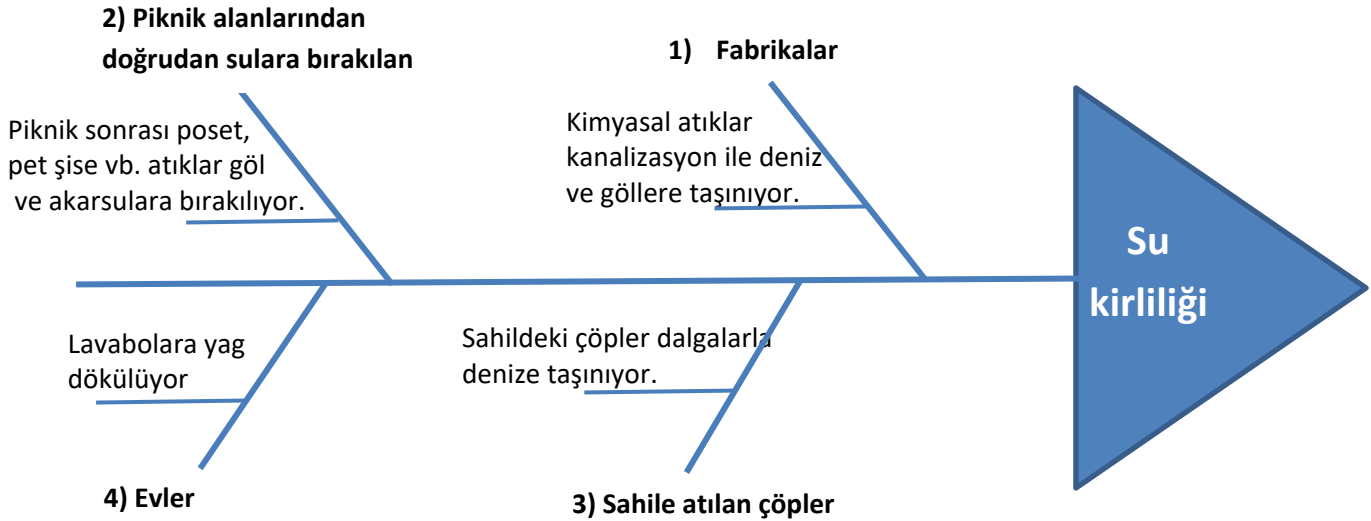 2) Piknik alanlarından
doğrudan sulara bırakılan
1) Fabrikalar
Piknik sonrası poset,
pet şise vb. atıklar göl
ve akarsulara bırakılıyor.
Kimyasal atıklar
kanalizasyon ile deniz
ve göllere taşınıyor.
Su
kirliliği
Lavabolara yag
dökülüyor
Sahildeki çöpler dalgalarla
denize taşınıyor.
4) Evler
3) Sahile atılan çöpler